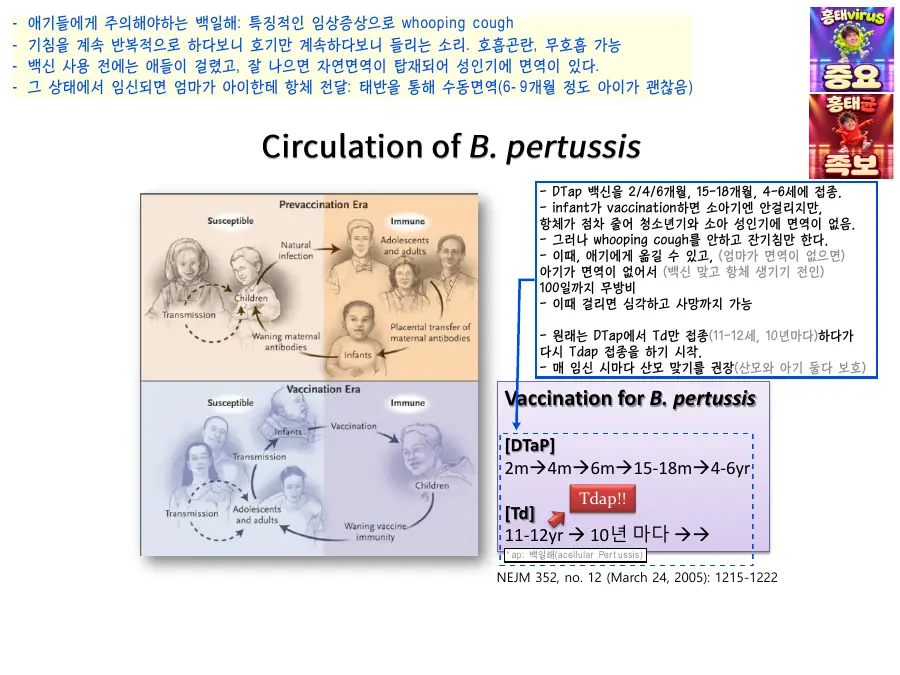 - 애기들에게 주의해야하는 백일해: 특징적인 임상증상으로 whooping cough
- 기침을 계속 반복적으로 하다보니 호기만 계속하다보니 들리는 소리. 호흡곤란, 무호흡 가능
- 백신 사용 전에는 애들이 걸렸고, 잘 나으면 자연면역이 탑재되어 성인기에 면역이 있다.
- 그 상태에서 임신되면 엄마가 아이한테 항체 전달: 태반을 통해 수동면역(6-9개월 정도 아이가 괜찮음)
홍태virus
중요
홍태균
족보
Circulation of B. pertussis
- DTap 백신을 2/4/6개월, 15-18개월, 4-6세에 접종.
- infant가 vaccination하면 소아기엔 안걸리지만,
항체가 점차 줄어 청소년기와 소아 성인기에 면역이 없음.
- 그러나 whooping cough를 안하고 잔기침만 한다.
- 이때, 애기에게 옮길 수 있고, (엄마가 면역이 없으면)
아기가 면역이 없어서 (백신 맞고 항체 생기기 전인)
100일까지 무방비
- 이때 걸리면 심각하고 사망까지 가능
- 원래는 DTap에서 Td만 접종(11-12세, 10년마다)하다가
다시 Tdap 접종을 하기 시작.
- 매 임신 시마다 산모 맞기를 권장(산모와 아기 둘다 보호)
Prevaccination Era
Susceptible
Immune
Natural
infection
Adolescents
and adults
Children
Transmission
Waning maternal
antibodies
Placental transfer of
maternal antibodies
Infants
Vaccination Era
Susceptible
Immune
Infants
Vaccination
Transmission
Children
Transmission
Adolescents
and adults
Waning vaccine
immunity
Vaccination for B. pertussis
[DTaP]
2m→4m→6m→15-18m→4-6yr
Tdap!!
[Td]
11-12yr → 10년 마다 →→
*ap: 백일해(acellular Pertussis)
NEJM 352, no. 12 (March 24, 2005): 1215-1222